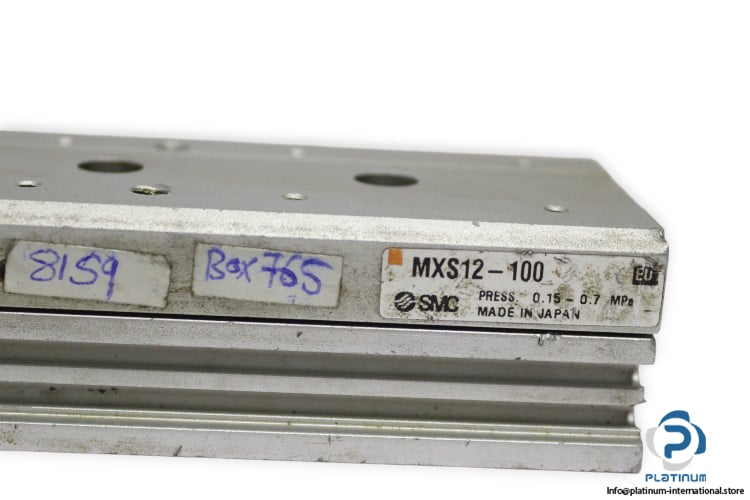 8159
Box 765
MXS12-100
EU
SMC
PRESS. 0.15 - 0.7 MPa
MADE IN JAPAN
PLATINUM
Info@platinum-international.store